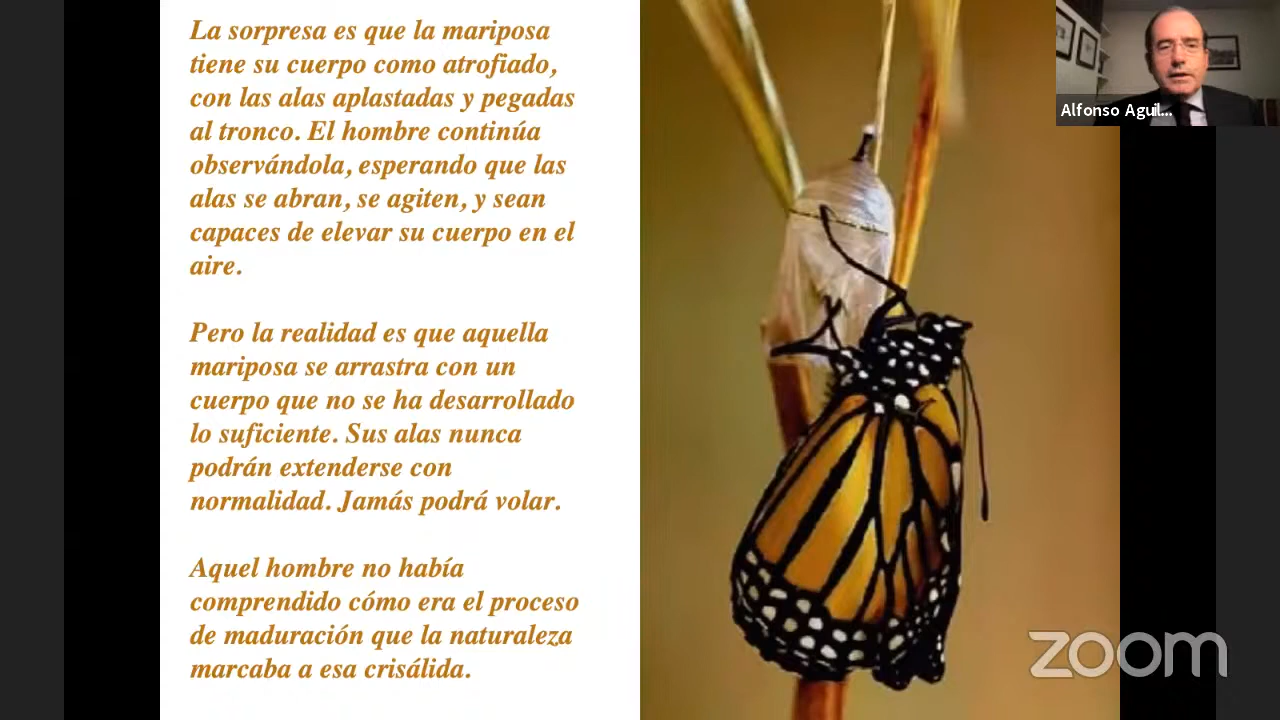 La sorpresa es que la mariposa
tiene su cuerpo como atrofiado,
con las alas aplastadas y pegadas
al tronco. El hombre continúa
observándola, esperando que las
alas se abran, se agiten, y sean
capaces de elevar su cuerpo en el
aire.
Pero la realidad es que aquella
mariposa se arrastra con un
cuerpo que no se ha desarrollado
lo suficiente. Sus alas nunca
podrán extenderse con
normalidad. Jamás podrá volar.
Aquel hombre no había
comprendido cómo era el proceso
de maduración que la naturaleza
marcaba a esa crisálida.
Alfonso Aguil...
zoom